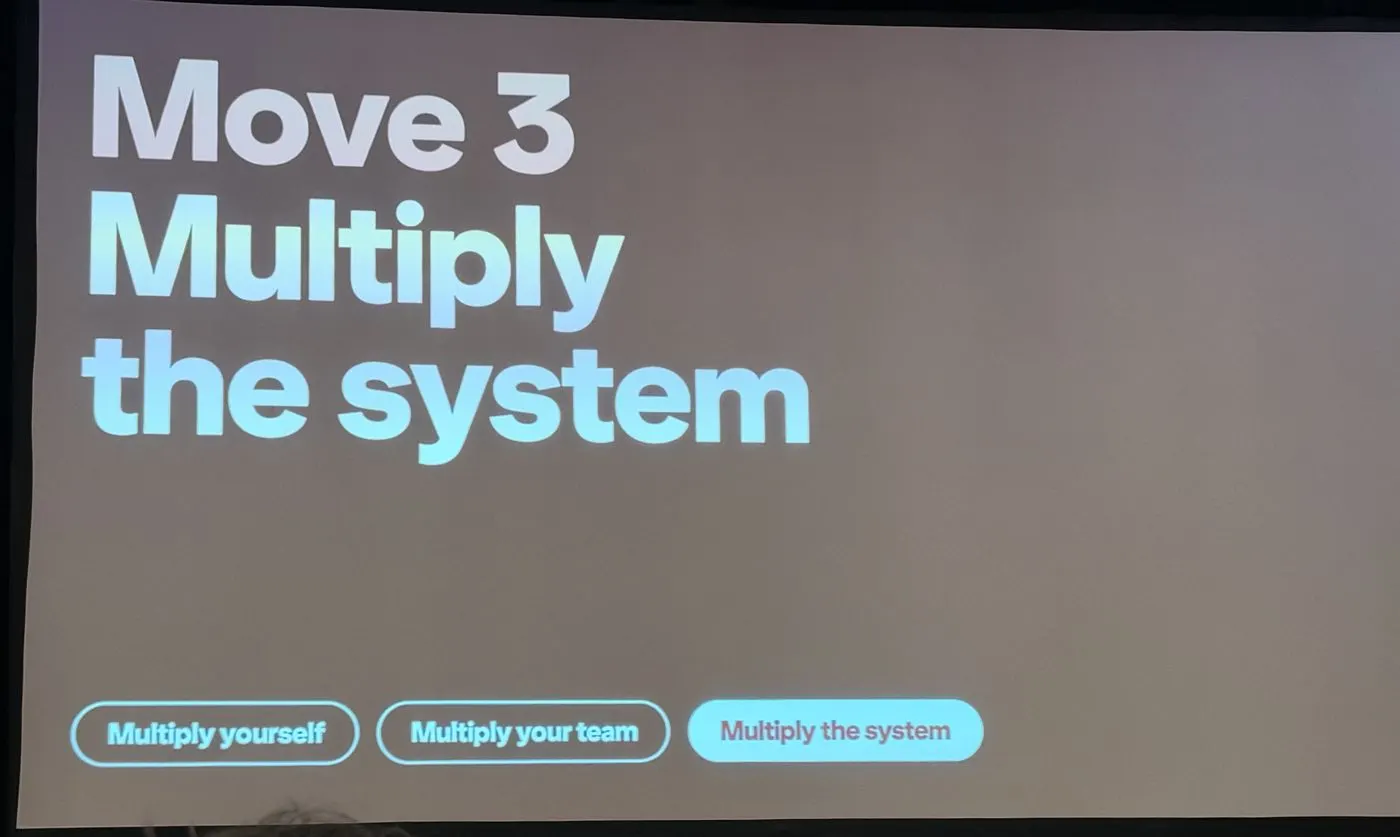 Move 3
Multiply
the system
Multiply yourself
Multiply your team
Multiply the system